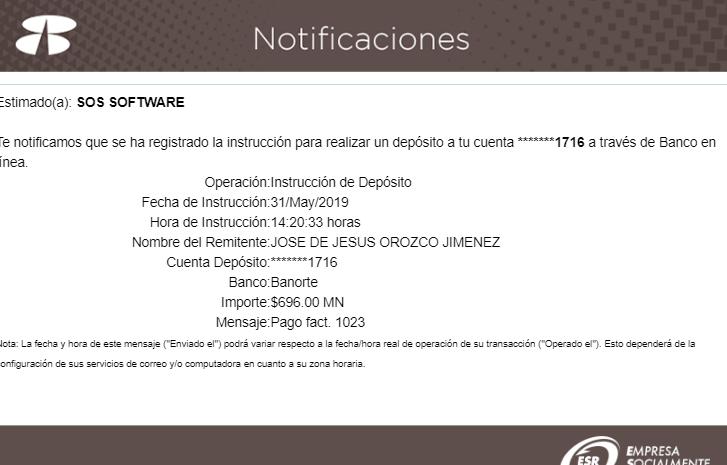 Notificaciones
Estimado(a): SOS SOFTWARE
Te notificamos que se ha registrado la instrucción para realizar un depósito a tu cuenta *******1716 a través de Banco en
línea.
Operación:Instrucción de Depósito
Fecha de Instrucción:31/May/2019
Hora de Instrucción:14:20:33 horas
Nombre del Remitente:JOSE DE JESUS OROZCO JIMENEZ
Cuenta Depósito:*******1716
Banco:Banorte
Importe:$696.00 MN
Mensaje:Pago fact. 1023
Nota: La fecha y hora de este mensaje ("Enviado el") podrá variar respecto a la fecha/hora real de operación de su transacción ("Operado el"). Esto dependerá de la
configuración de sus servicios de correo y/o computadora en cuanto a su zona horaria.
ESR
EMPRESA
SOCIALMENTE